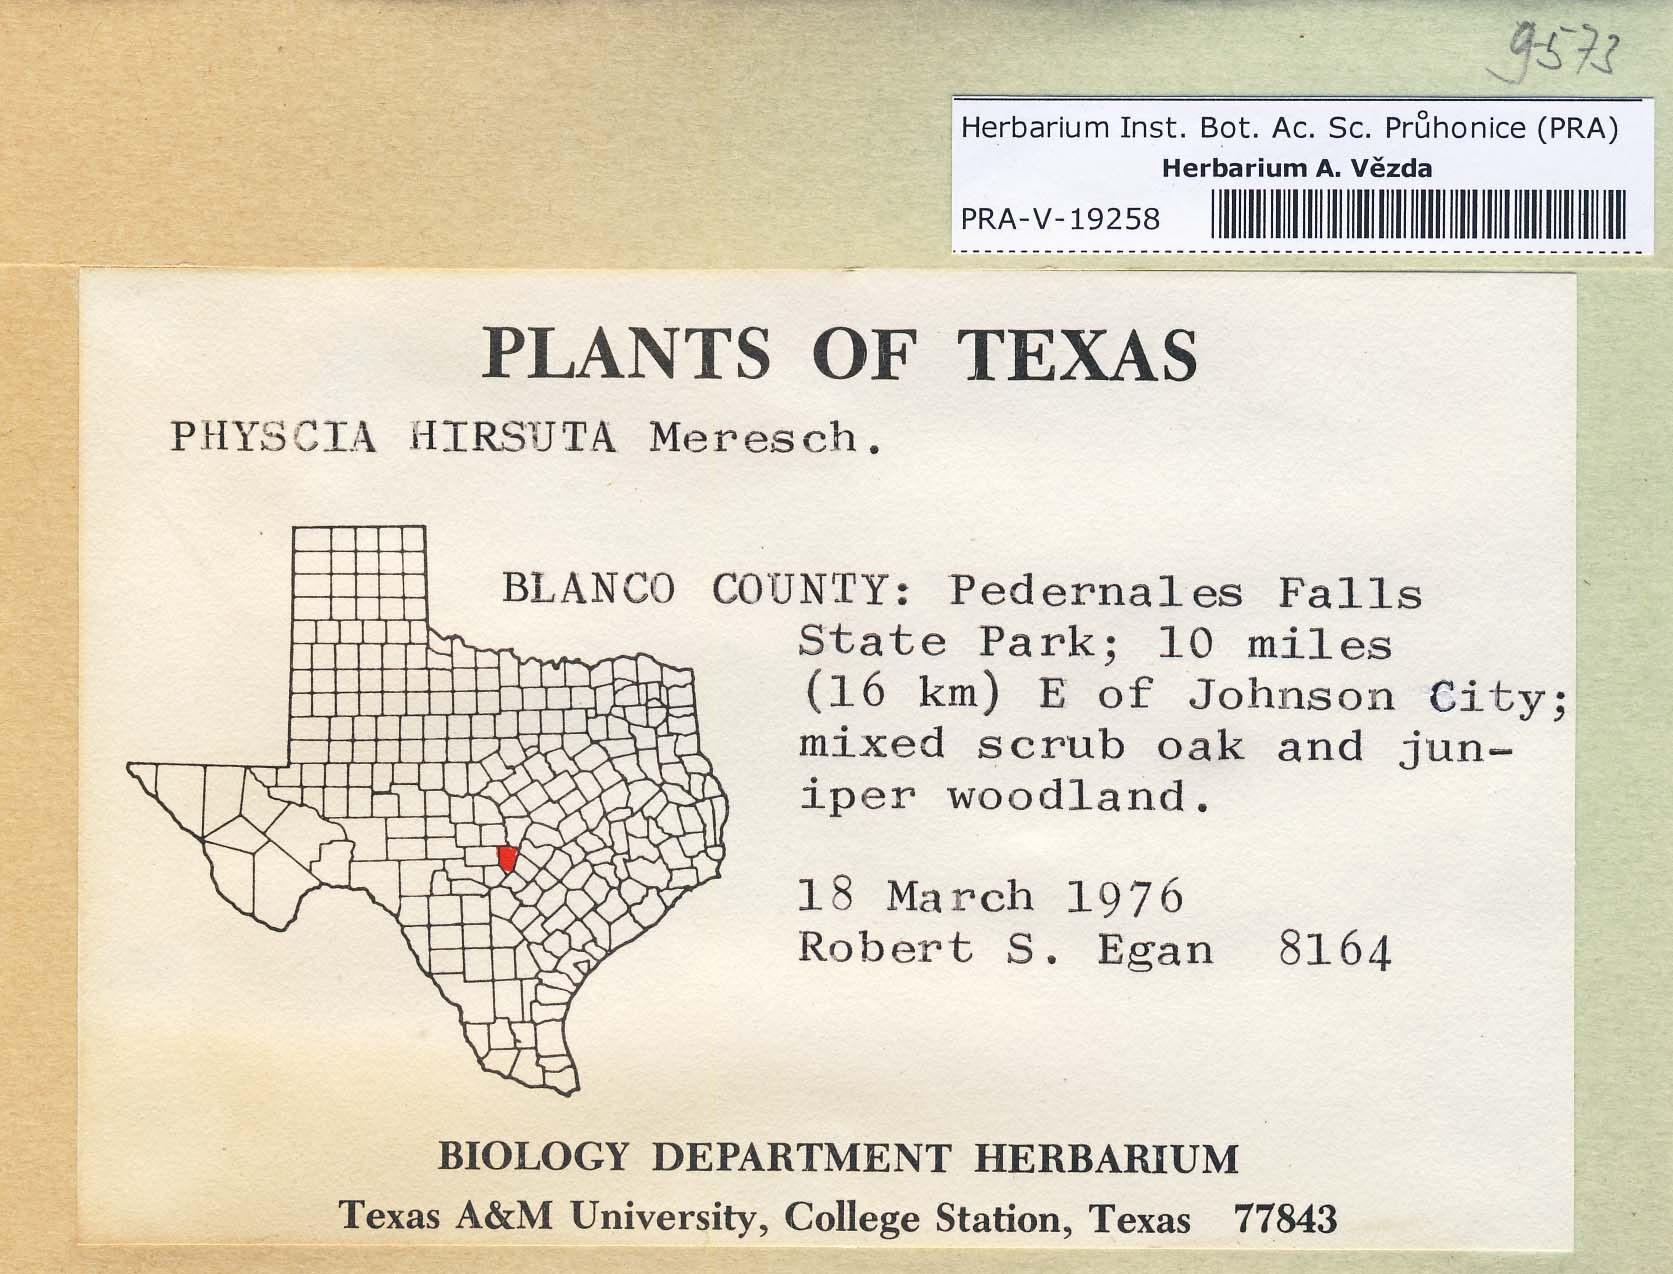 9573
Herbarium Inst. Bot. Ac. Sc. Průhonice (PRA)
Herbarium A. Vězda
PRA-V-19258
PLANTS OF TEXAS
PHYSCIA HIRSUTA Meresch.
BLANCO COUNTY: Pedernales Falls
State Park; 10 miles
(16 km) E of Johnson City;
mixed scrub oak and jun-
iper woodland.
18 March 1976
Robert S. Egan 8164
BIOLOGY DEPARTMENT HERBARIUM
Texas A&M University, College Station, Texas 77843